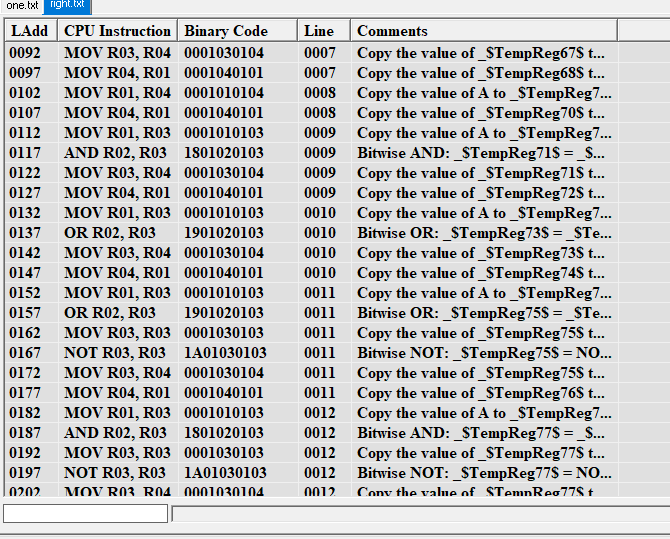 one.txt right.txt
LAdd CPU Instruction Binary Code Line Comments
0092 MOV R03, R04 0001030104 0007 Copy the value of _$TempReg67$ t...
0097 MOV R04, R01 0001040101 0007 Copy the value of _$TempReg68$ t...
0102 MOV R01, R04 0001010104 0008 Copy the value of A to _$TempReg7...
0107 MOV R04, R01 0001040101 0008 Copy the value of _$TempReg70$ t...
0112 MOV R01, R03 0001010103 0009 Copy the value of A to _$TempReg7...
0117 AND R02, R03 1801020103 0009 Bitwise AND: _$TempReg71$ = _$...
0122 MOV R03, R04 0001030104 0009 Copy the value of _$TempReg71$ t...
0127 MOV R04, R01 0001040101 0009 Copy the value of _$TempReg72$ t...
0132 MOV R01, R03 0001010103 0010 Copy the value of A to _$TempReg7...
0137 OR R02, R03 1901020103 0010 Bitwise OR: _$TempReg73$ = _$Te...
0142 MOV R03, R04 0001030104 0010 Copy the value of _$TempReg73$ t...
0147 MOV R04, R01 0001040101 0010 Copy the value of _$TempReg74$ t...
0152 MOV R01, R03 0001010103 0011 Copy the value of A to _$TempReg7...
0157 OR R02, R03 1901020103 0011 Bitwise OR: _$TempReg75$ = _$Te...
0162 MOV R03, R03 0001030103 0011 Copy the value of _$TempReg75$ t...
0167 NOT R03, R03 1A01030103 0011 Bitwise NOT: _$TempReg75$ = NO...
0172 MOV R03, R04 0001030104 0011 Copy the value of _$TempReg75$ t...
0177 MOV R04, R01 0001040101 0011 Copy the value of _$TempReg76$ t...
0182 MOV R01, R03 0001010103 0012 Copy the value of A to _$TempReg7...
0187 AND R02, R03 1801020103 0012 Bitwise AND: _$TempReg77$ = _$...
0192 MOV R03, R03 0001030103 0012 Copy the value of _$TempReg77$ t...
0197 NOT R03, R03 1A01030103 0012 Bitwise NOT: _$TempReg77$ = NO...
0202 MOV R03, R04 0001030104 0012 Copy the value of _$TempReg77$ t...